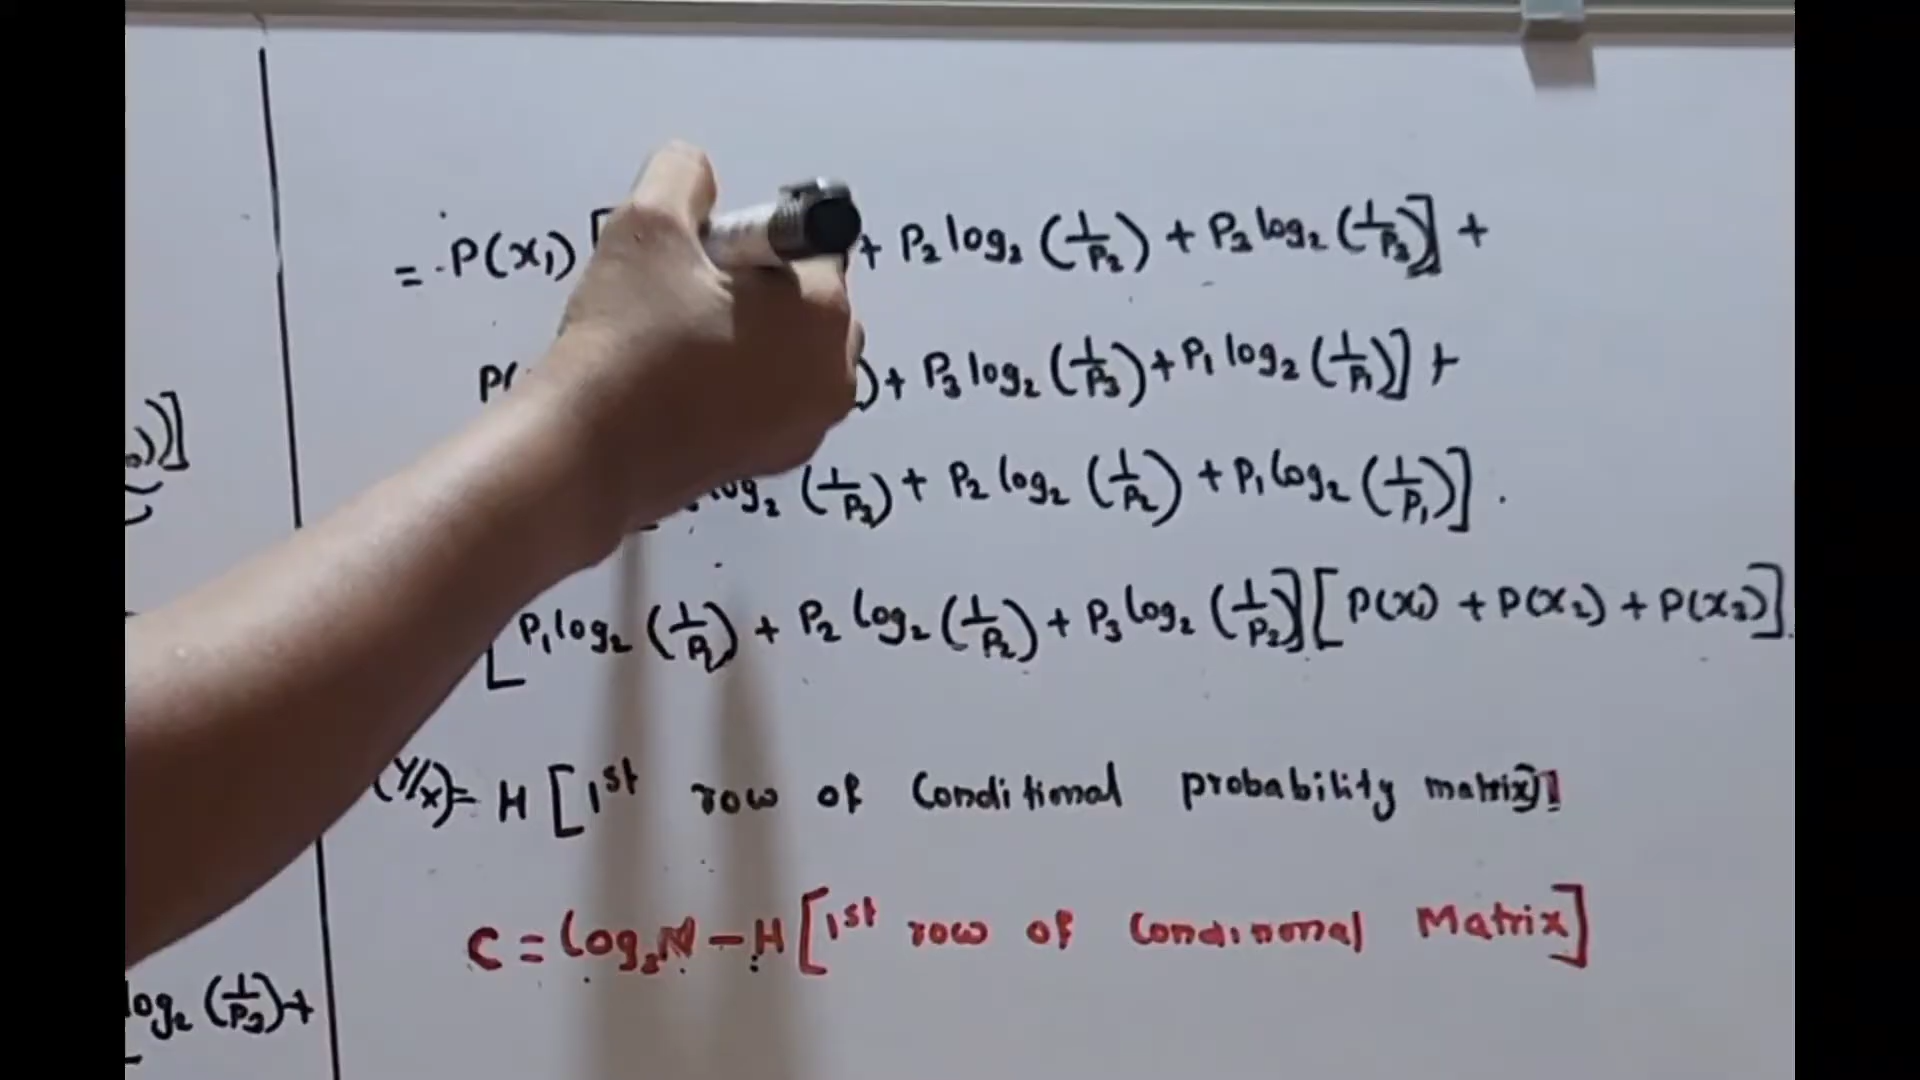 = P(x₁) [ + P₂ log₂ (1/P₂) + P₃ log₂ (1/P₃)] +
P( ) + P₃ log₂ (1/P₃) + P₁ log₂ (1/P₁)] +
log₂ (1/P₃) + P₂ log₂ (1/P₂) + P₁ log₂ (1/P₁)].
[P₁ log₂ (1/P₁) + P₂ log₂ (1/P₂) + P₃ log₂ (1/P₃)] [P(x₁) + P(x₂) + P(x₃)].
(Y/X) = H [1st row of Conditional probability matrix]
C = log₂N - H [1st row of Conditional Matrix]
)]
log₂ (1/P₃) +